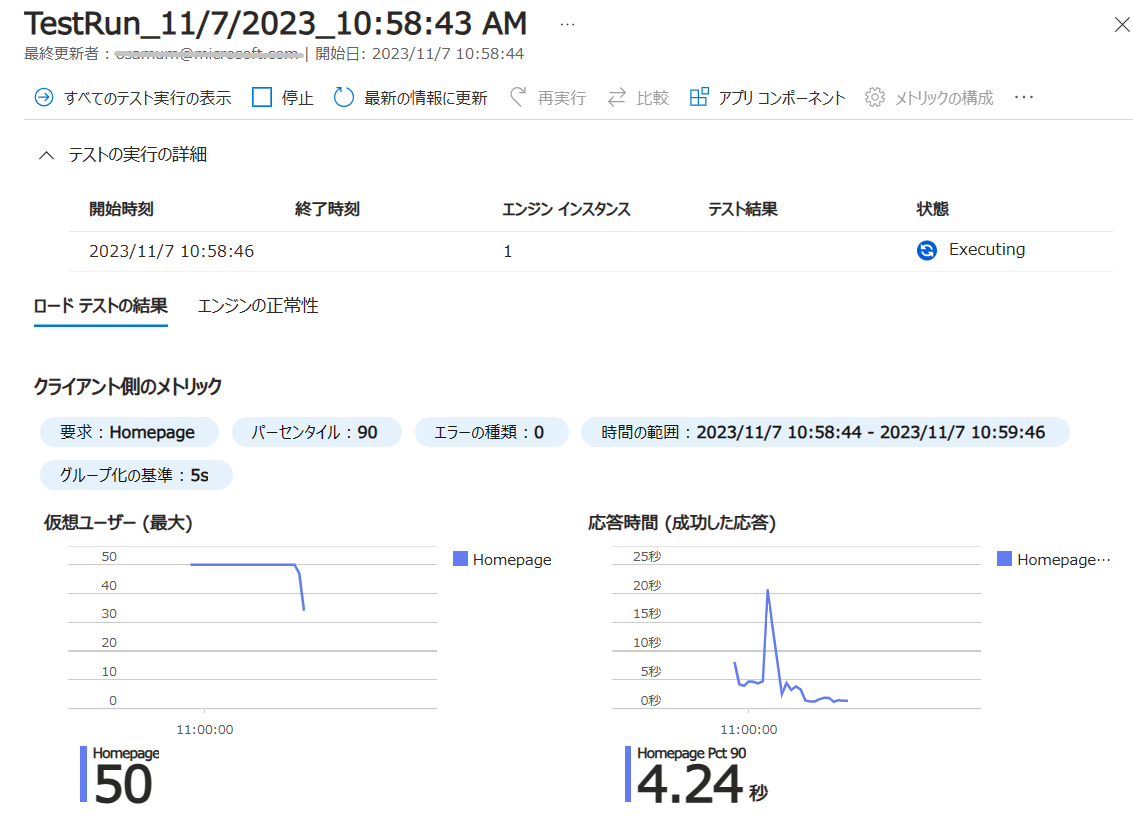 TestRun_11/7/2023_10:58:43 AM ...
最終更新者 : osamum@microsoft.com | 開始日: 2023/11/7 10:58:44
すべてのテスト実行の表示 停止 最新の情報に更新 再実行 比較 アプリ コンポーネント メトリックの構成 ...
テストの実行の詳細
開始時刻 終了時刻 エンジン インスタンス テスト結果 状態
2023/11/7 10:58:46 1 Executing
ロード テストの結果 エンジンの正常性
クライアント側のメトリック
要求 : Homepage パーセンタイル : 90 エラーの種類 : 0 時間の範囲 : 2023/11/7 10:58:44 - 2023/11/7 10:59:46
グループ化の基準 : 5s
仮想ユーザー (最大)
50
40
30
20
10
0
11:00:00
Homepage
Homepage
50
応答時間 (成功した応答)
25秒
20秒
15秒
10秒
5秒
0秒
11:00:00
Homepage...
Homepage Pct 90
4.24 秒